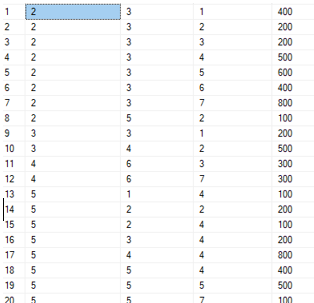 1 2 3 1 400
2 2 3 2 200
3 2 3 3 200
4 2 3 4 500
5 2 3 5 600
6 2 3 6 400
7 2 3 7 800
8 2 5 2 100
9 3 3 1 200
10 3 4 2 500
11 4 6 3 300
12 4 6 7 300
13 5 1 4 100
14 5 2 2 200
15 5 2 4 100
16 5 3 4 200
17 5 4 4 800
18 5 5 4 400
19 5 5 5 500
20 5 5 7 100